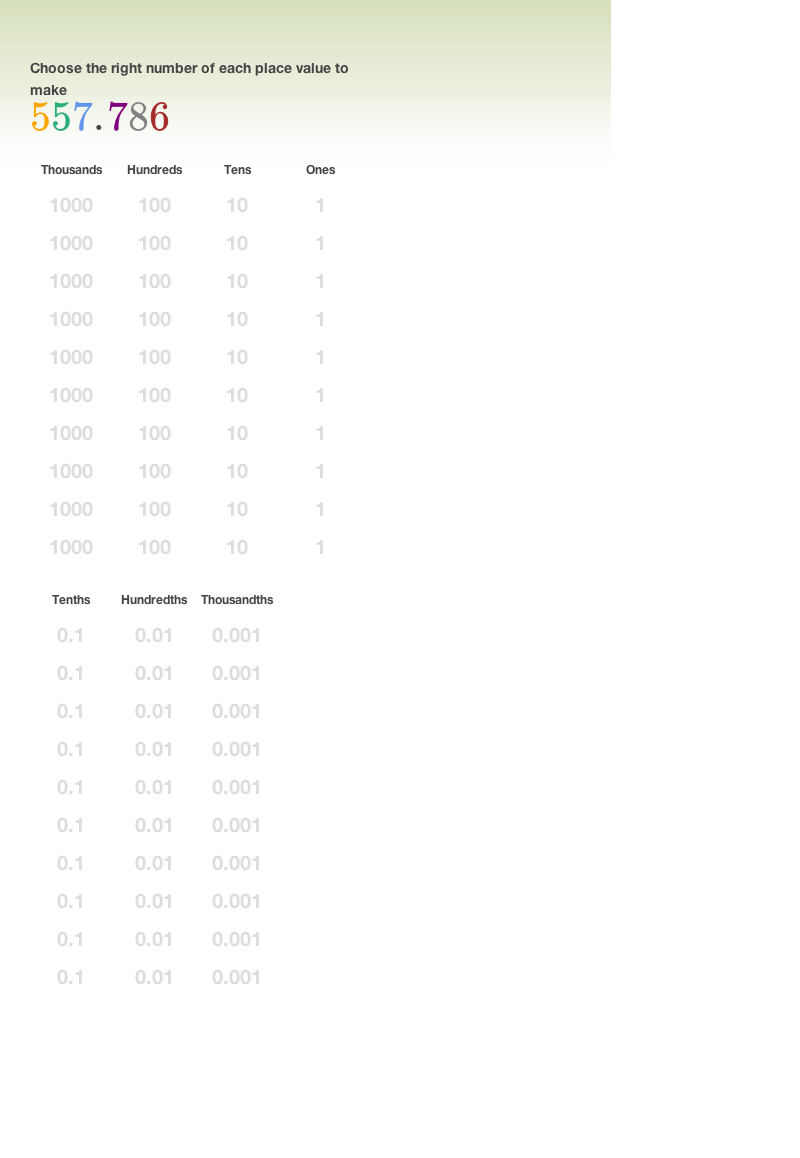 Choose the right number of each place value to
make
557.786
Thousands Hundreds Tens Ones
1000 100 10 1
1000 100 10 1
1000 100 10 1
1000 100 10 1
1000 100 10 1
1000 100 10 1
1000 100 10 1
1000 100 10 1
1000 100 10 1
1000 100 10 1
Tenths Hundredths Thousandths
0.1 0.01 0.001
0.1 0.01 0.001
0.1 0.01 0.001
0.1 0.01 0.001
0.1 0.01 0.001
0.1 0.01 0.001
0.1 0.01 0.001
0.1 0.01 0.001
0.1 0.01 0.001
0.1 0.01 0.001